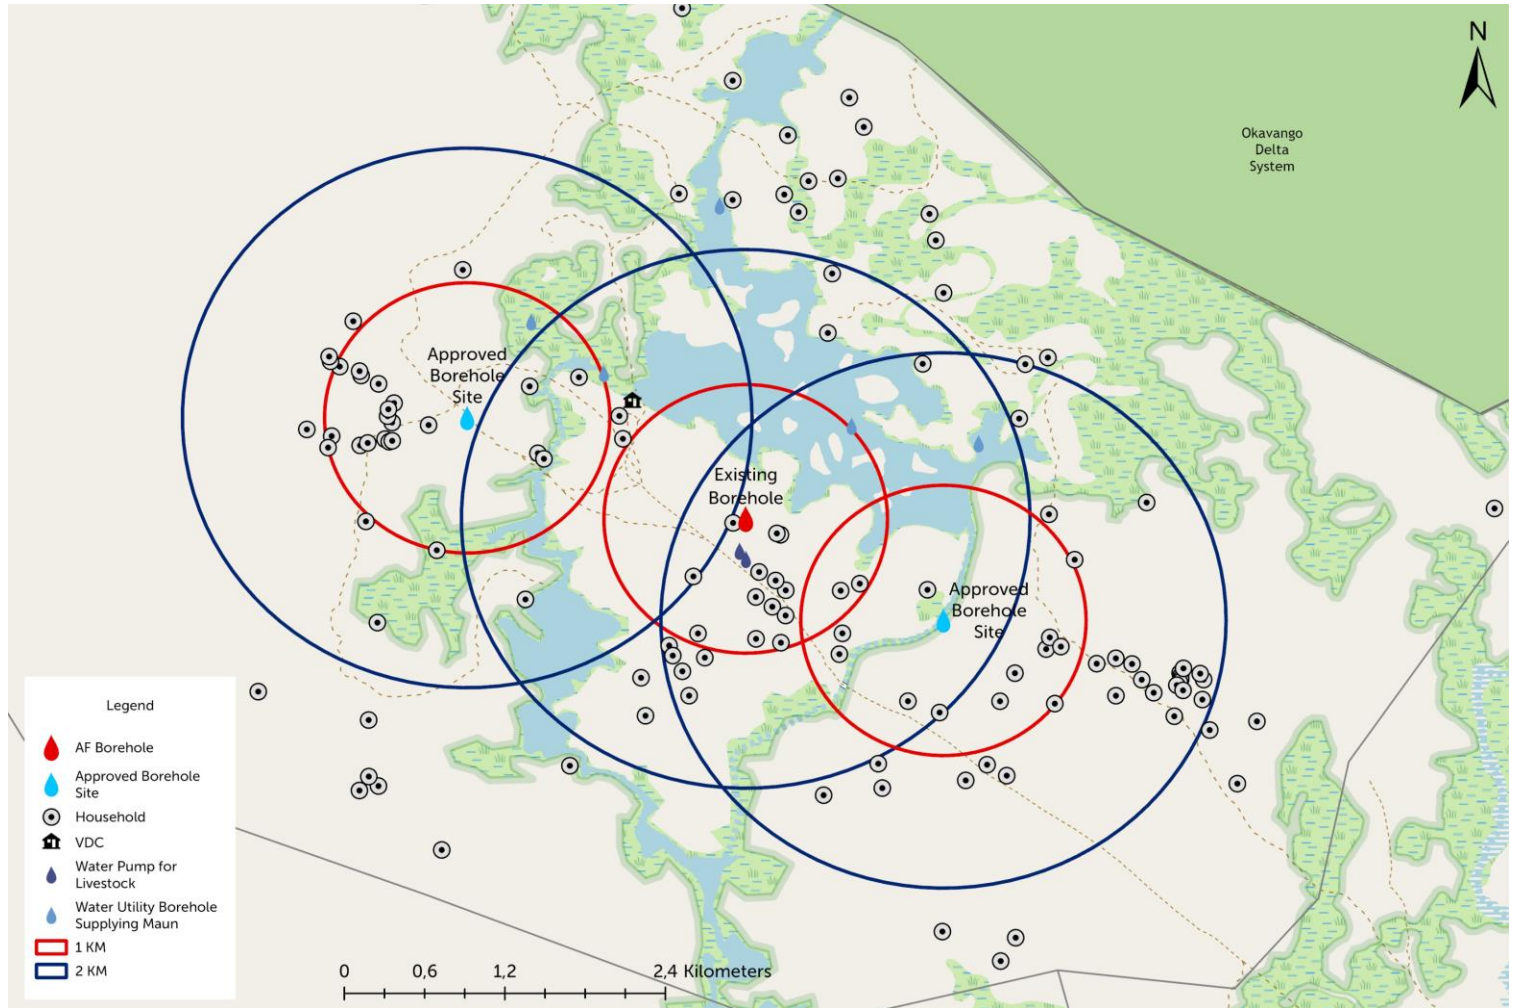 N
Okavango
Delta
System
Approved
Borehole
Site
Existing
Borehole
Approved
Borehole
Site
Legend
AF Borehole
Approved Borehole
Site
Household
VDC
Water Pump for
Livestock
Water Utility Borehole
Supplying Maun
1 KM
2 KM
0 0,6 1,2 2,4 Kilometers